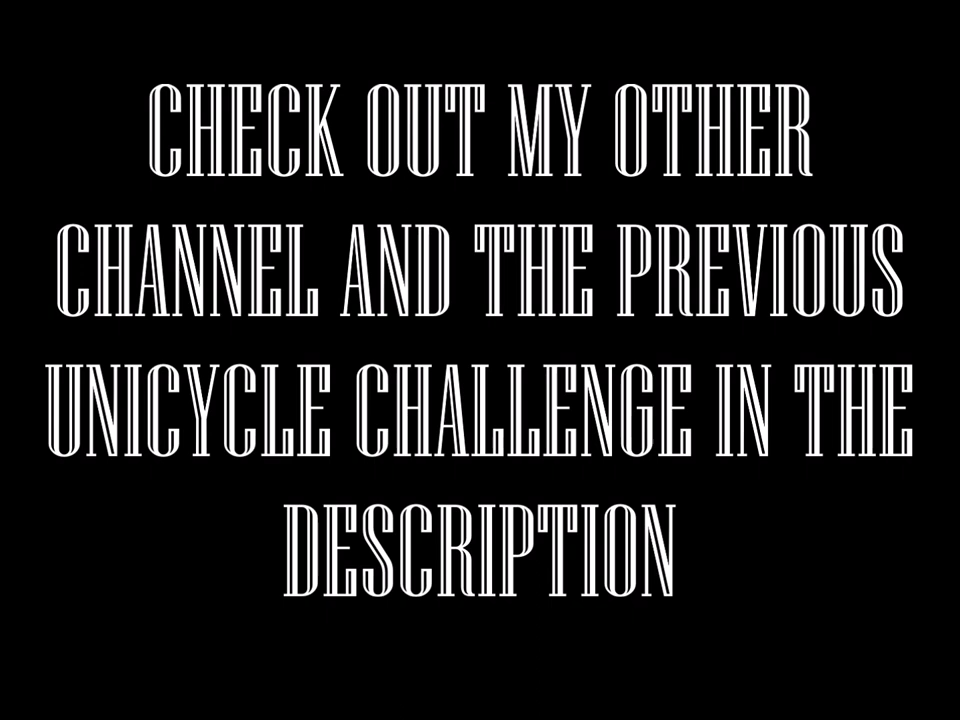 CHECK OUT MY OTHER
CHANNEL AND THE PREVIOUS
UNICYCLE CHALLENGE IN THE
DESCRIPTION